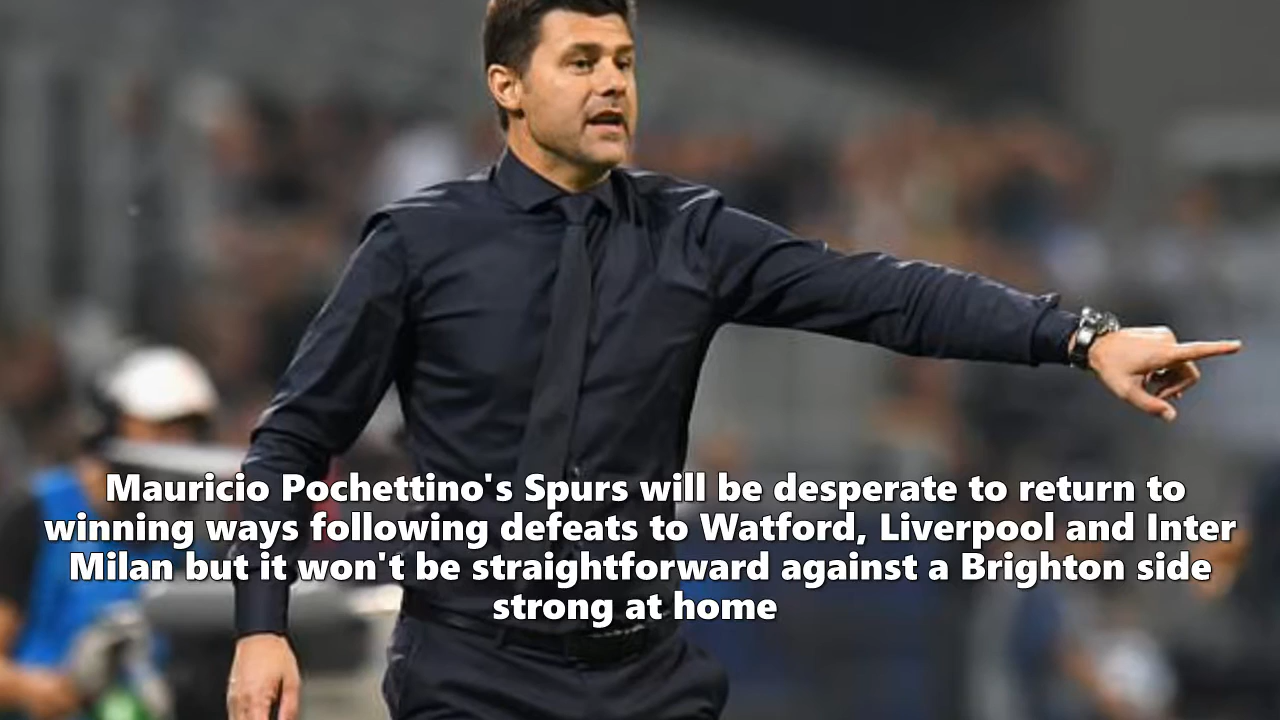 Mauricio Pochettino's Spurs will be desperate to return to
winning ways following defeats to Watford, Liverpool and Inter
Milan but it won't be straightforward against a Brighton side
strong at home